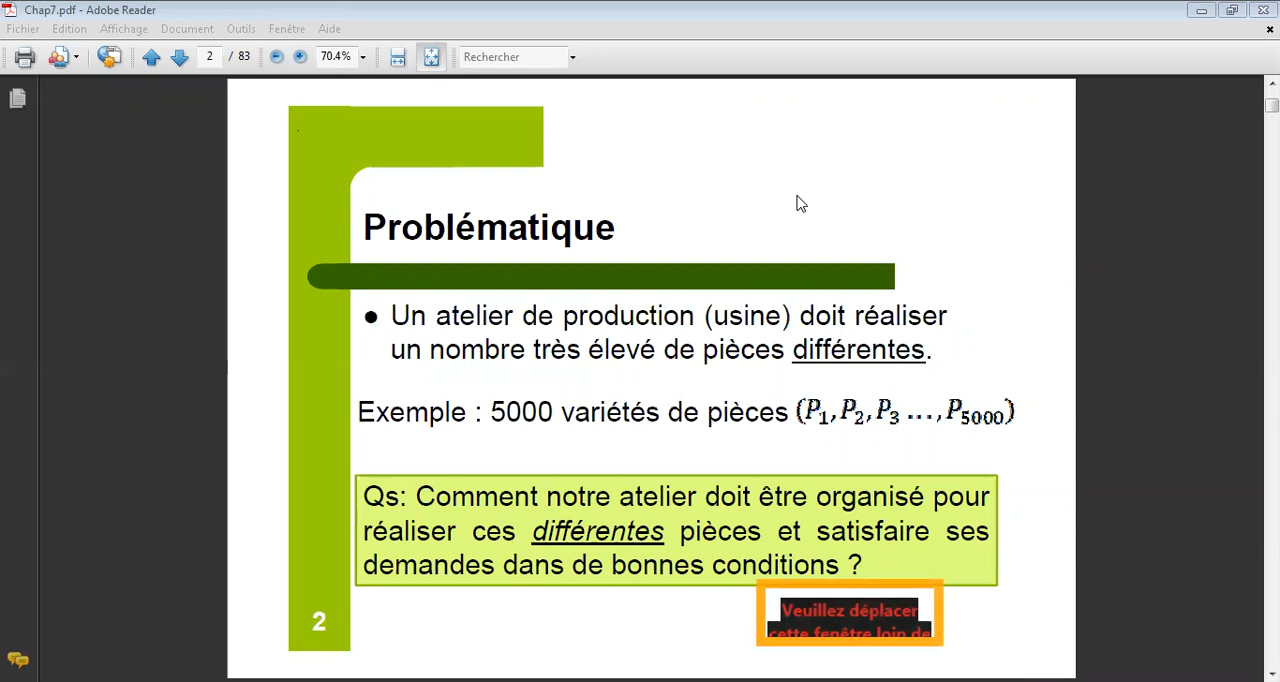 Chap7.pdf - Adobe Reader
Fichier Edition Affichage Document Outils Fenêtre Aide
2 / 83 70.4% Rechercher
Problématique
● Un atelier de production (usine) doit réaliser
un nombre très élevé de pièces différentes.
Exemple : 5000 variétés de pièces (P₁, P₂, P₃ ..., P₅₀₀₀)
Qs: Comment notre atelier doit être organisé pour
réaliser ces différentes pièces et satisfaire ses
demandes dans de bonnes conditions ?
2
Veuillez déplacer
cette fenêtre loin de